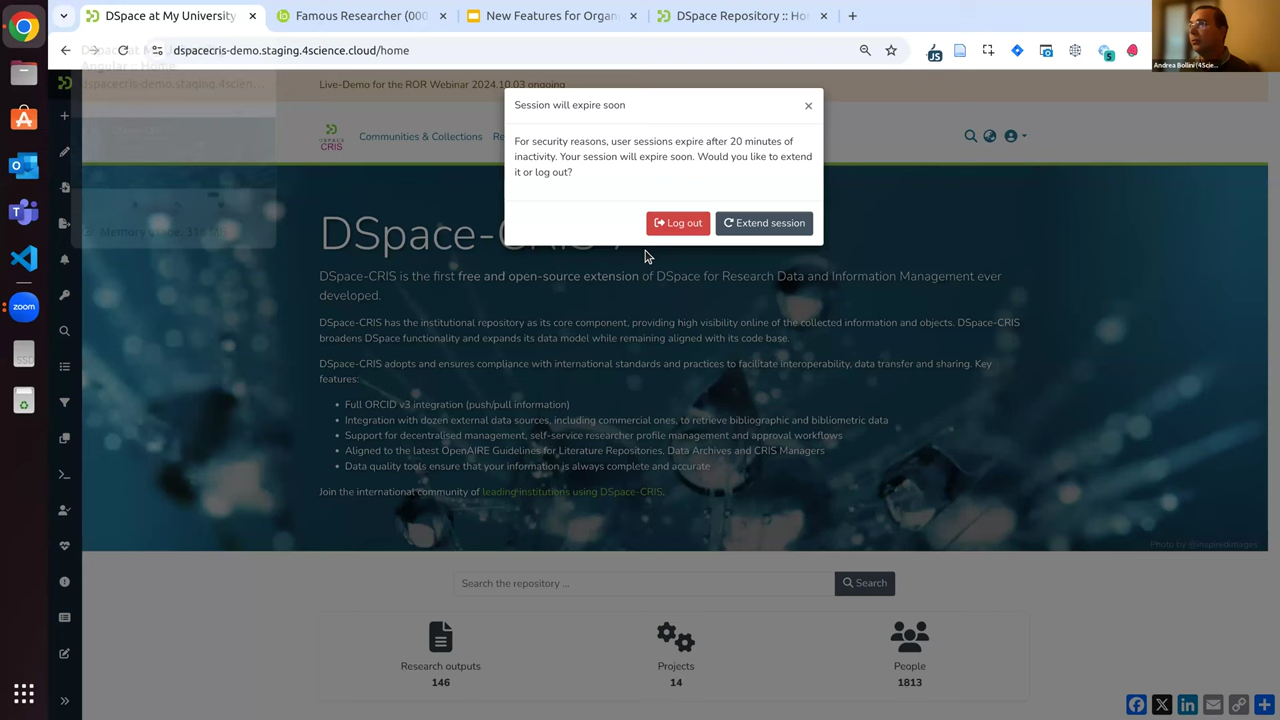 DSpace at My University
Famous Researcher (000
New Features for Organ
DSpace Repository :: Ho
dspacecris-demo.staging.4science.cloud/home
Andrea Bollini (4Scie...
Live-Demo for the ROR Webinar 2024.10.03 ongoing
DSPACE
CRIS
Communities & Collections
Session will expire soon
For security reasons, user sessions expire after 20 minutes of
inactivity. Your session will expire soon. Would you like to extend
it or log out?
Log out
Extend session
DSpace-CRIS
DSpace-CRIS is the first free and open-source extension of DSpace for Research Data and Information Management ever
developed.
DSpace-CRIS has the institutional repository as its core component, providing high visibility online of the collected information and objects. DSpace-CRIS
broadens DSpace functionality and expands its data model while remaining aligned with its code base.
DSpace-CRIS adopts and ensures compliance with international standards and practices to facilitate interoperability, data transfer and sharing. Key
features:
Full ORCID v3 integration (push/pull information)
Integration with dozen external data sources, including commercial ones, to retrieve bibliographic and bibliometric data
Support for decentralised management, self-service researcher profile management and approval workflows
Aligned to the latest OpenAIRE Guidelines for Literature Repositories, Data Archives and CRIS Managers
Data quality tools ensure that your information is always complete and accurate
Join the international community of leading institutions using DSpace-CRIS.
Photo by @inspiredimages
Search the repository ...
Search
Research outputs
146
Projects
14
People
1813
JS
5
zoom
SSD